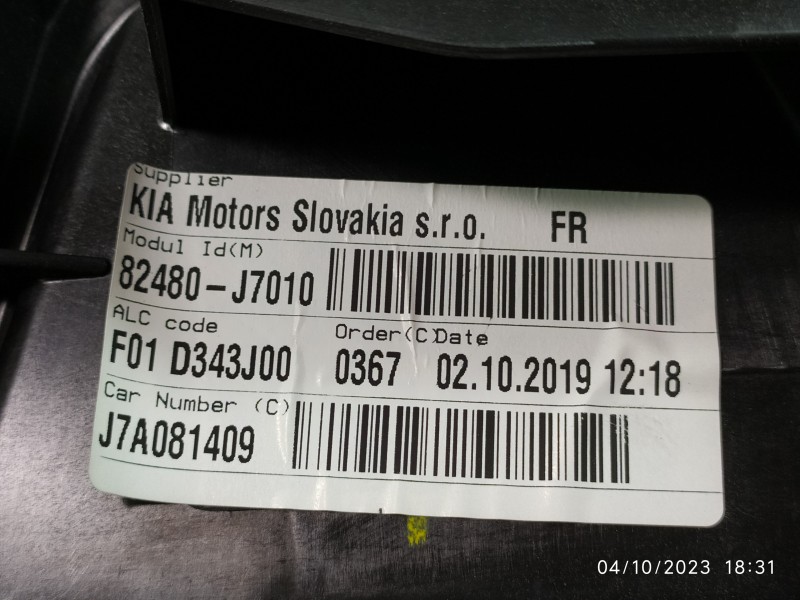 Supplier
KIA Motors Slovakia s.r.o. FR
Modul Id(M)
82480-J7010
ALC code Order(C)Date
F01 D343J00 0367 02.10.2019 12:18
Car Number (C)
J7A081409
04/10/2023 18:31